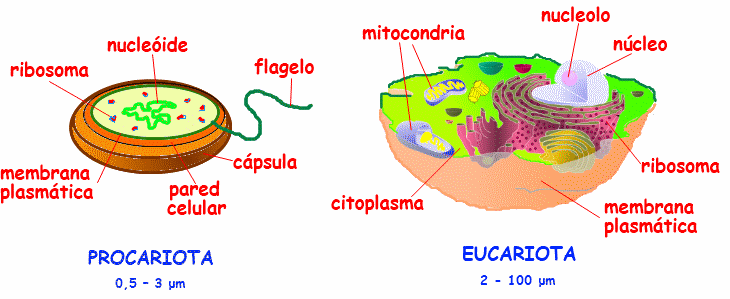 nucleóide
ribosoma
flagelo
cápsula
membrana
plasmática
pared
celular
PROCARIOTA
0,5 - 3 µm
nucleolo
mitocondria
núcleo
ribosoma
citoplasma
membrana
plasmática
EUCARIOTA
2 - 100 µm